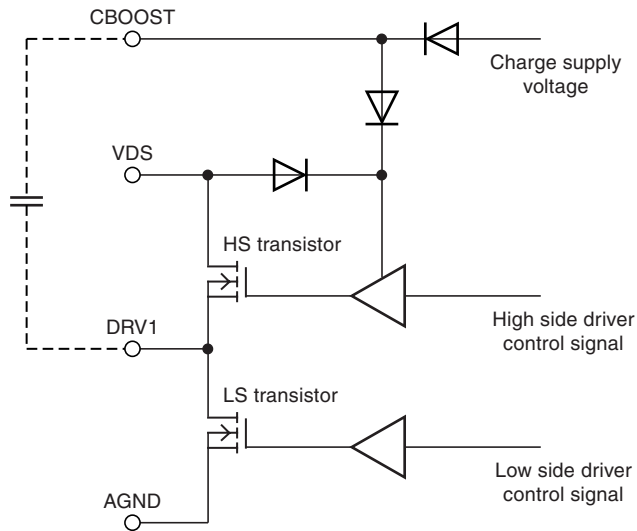 CBOOST
Charge supply
voltage
VDS
HS transistor
DRV1
High side driver
control signal
LS transistor
AGND
Low side driver
control signal